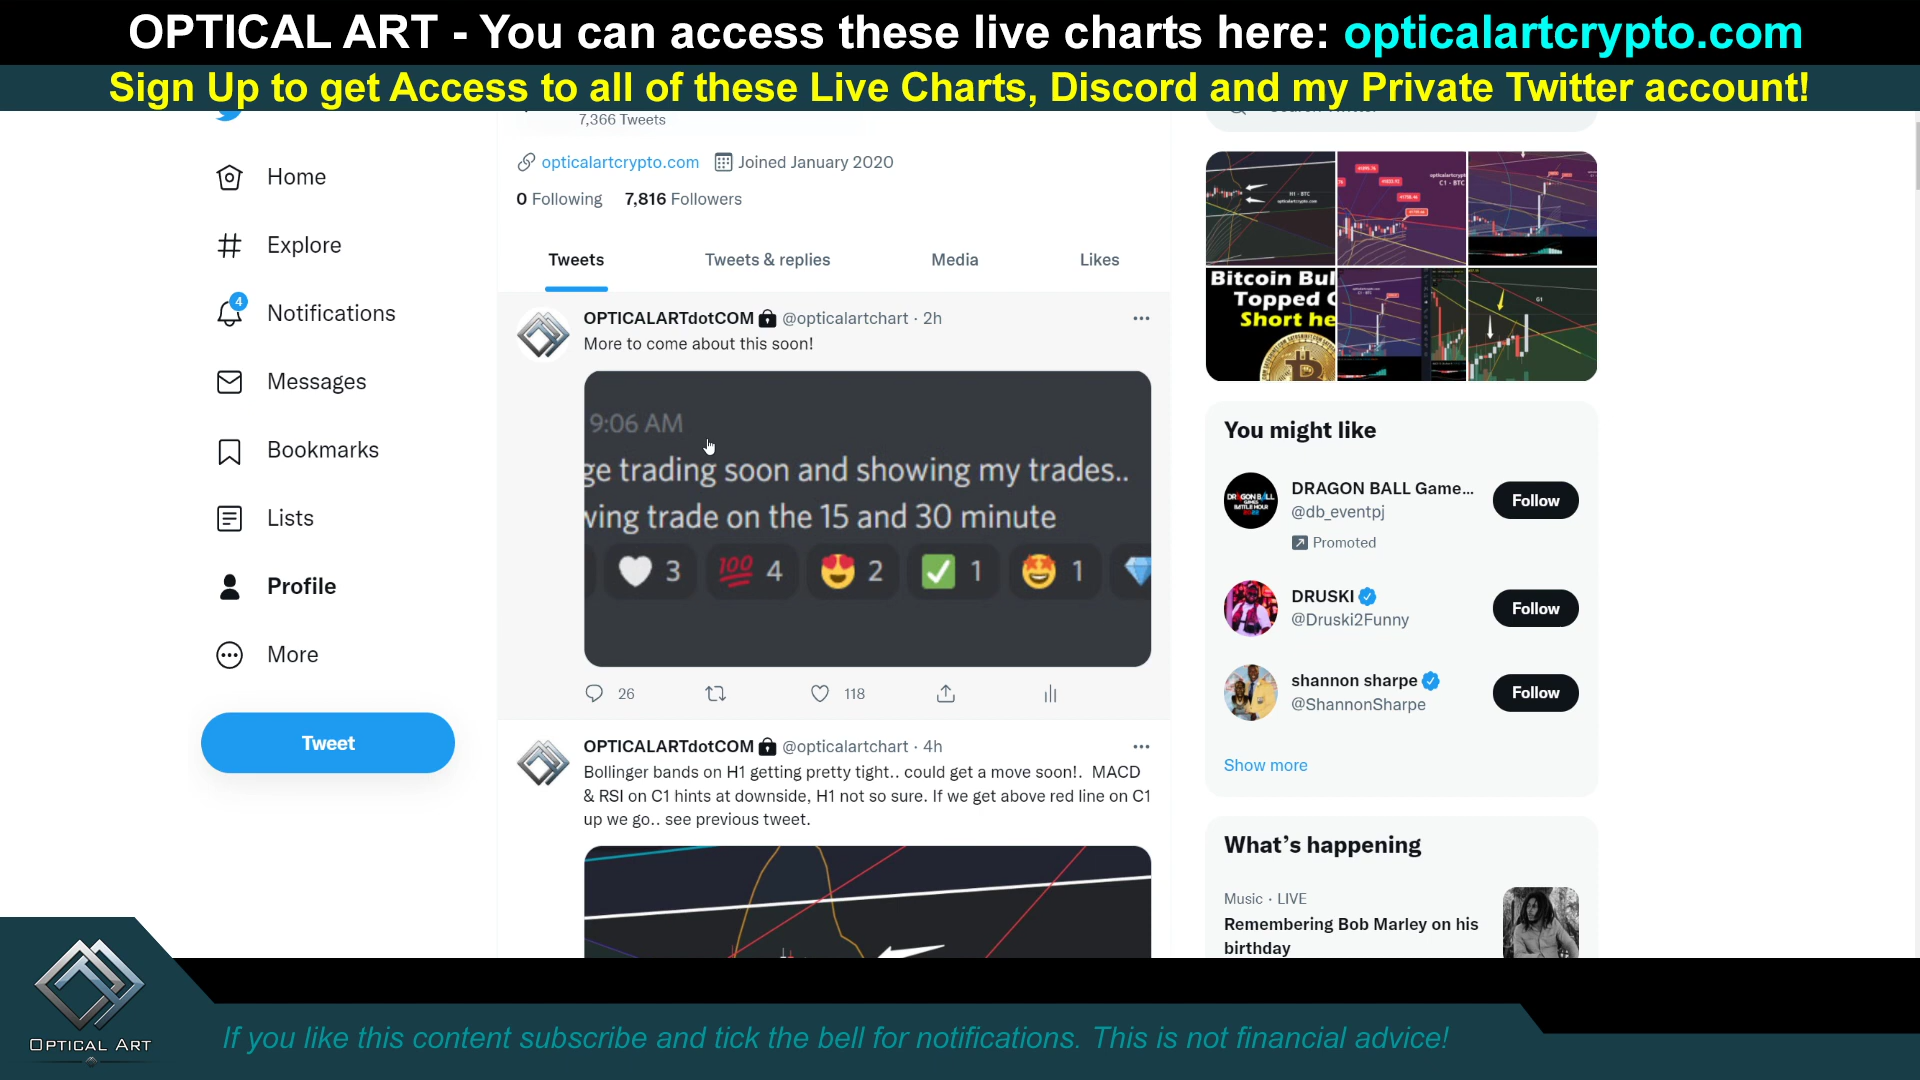 OPTICAL ART - You can access these live charts here: opticalartcrypto.com
Sign Up to get Access to all of these Live Charts, Discord and my Private Twitter account!
7,366 Tweets
opticalartcrypto.com Joined January 2020
0 Following 7,816 Followers
Tweets Tweets & replies Media Likes
Home
Explore
4
Notifications
Messages
Bookmarks
Lists
Profile
More
Tweet
OPTICALARTdotCOM @opticalartchart · 2h
More to come about this soon!
9:06 AM
ge trading soon and showing my trades..
ving trade on the 15 and 30 minute
3 100 4 2 1 1
26 118
OPTICALARTdotCOM @opticalartchart · 4h
Bollinger bands on H1 getting pretty tight.. could get a move soon!. MACD
& RSI on C1 hints at downside, H1 not so sure. If we get above red line on C1
up we go.. see previous tweet.
H1 - BTC
opticalartcrypto.com
C1 - BTC
Bitcoin Bul
Topped
Short he
G1
You might like
DRAGON BALL Game...
@db_eventpj
Promoted
Follow
DRUSKI
@Druski2Funny
Follow
shannon sharpe
@ShannonSharpe
Follow
Show more
What's happening
Music · LIVE
Remembering Bob Marley on his
birthday
OPTICAL ART
If you like this content subscribe and tick the bell for notifications. This is not financial advice!